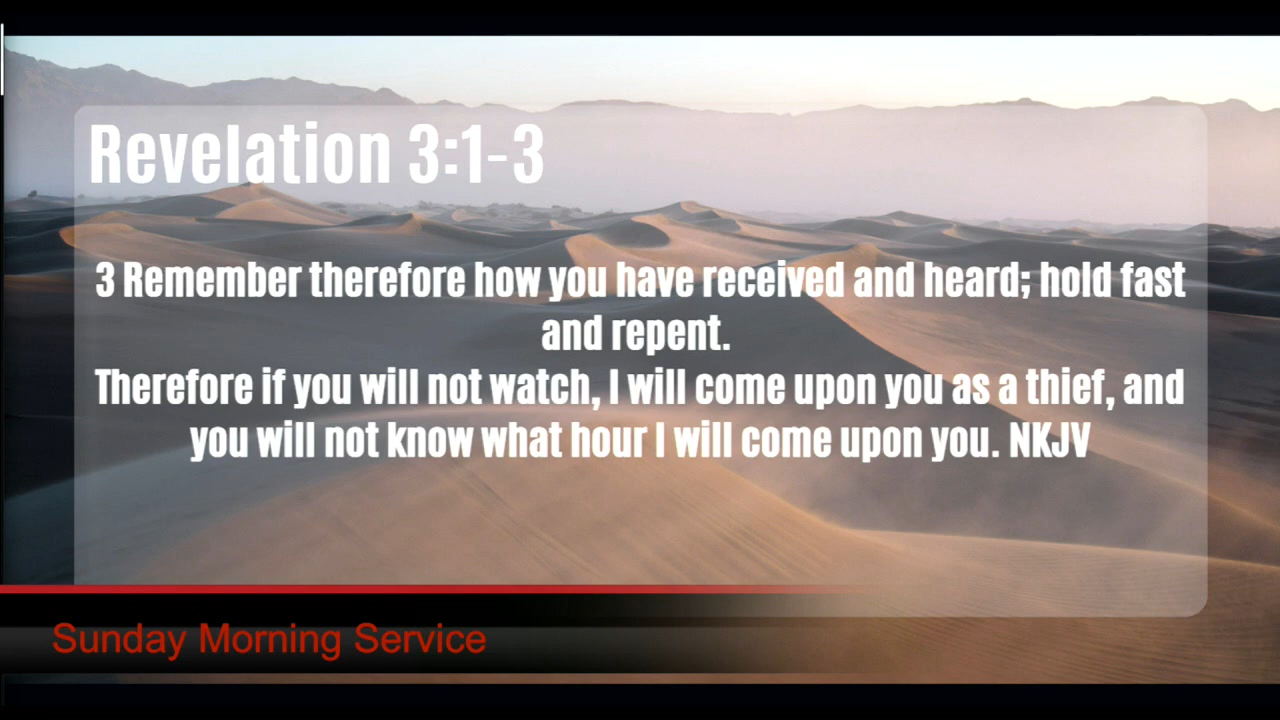 Revelation 3:1-3
3 Remember therefore how you have received and heard; hold fast
and repent.
Therefore if you will not watch, I will come upon you as a thief, and
you will not know what hour I will come upon you. NKJV
Sunday Morning Service